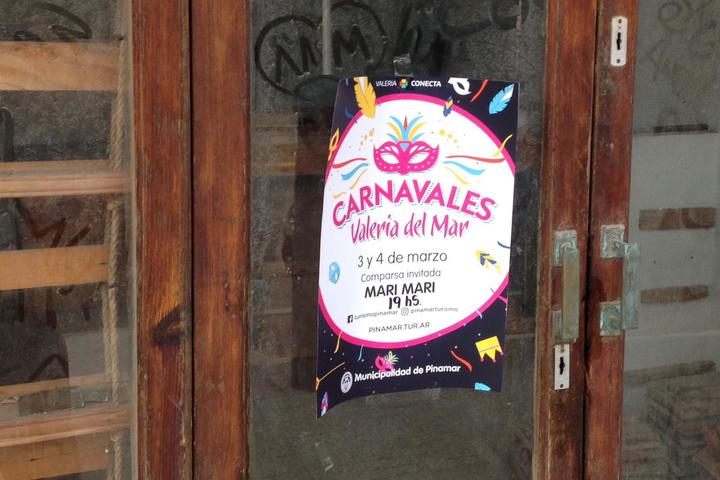 VALERIA CONECTA
CARNAVALES
Valeria del Mar
3 y 4 de marzo
Comparsa invitada
MARI MARI
19 hs.
turismopinamar pinamarturismo
PINAMAR.TUR.AR
Municipalidad de Pinamar